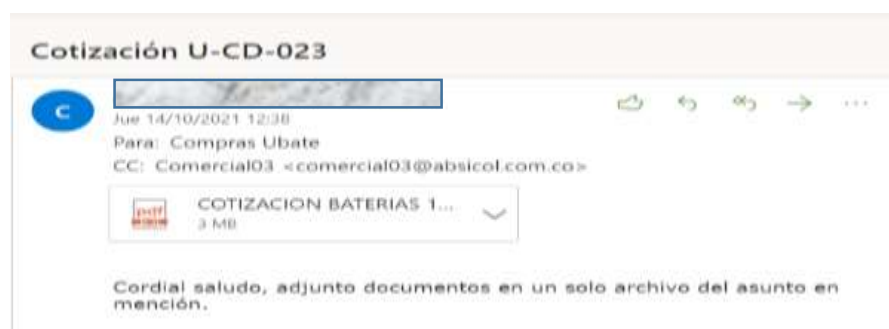 Cotización U-CD-023
C
Jue 14/10/2021 12:38
Para: Compras Ubate
CC: Comercial03 <comercial03@absicol.com.co>
pdf
COTIZACION BATERIAS 1...
3 MB
Cordial saludo, adjunto documentos en un solo archivo del asunto en
mención.